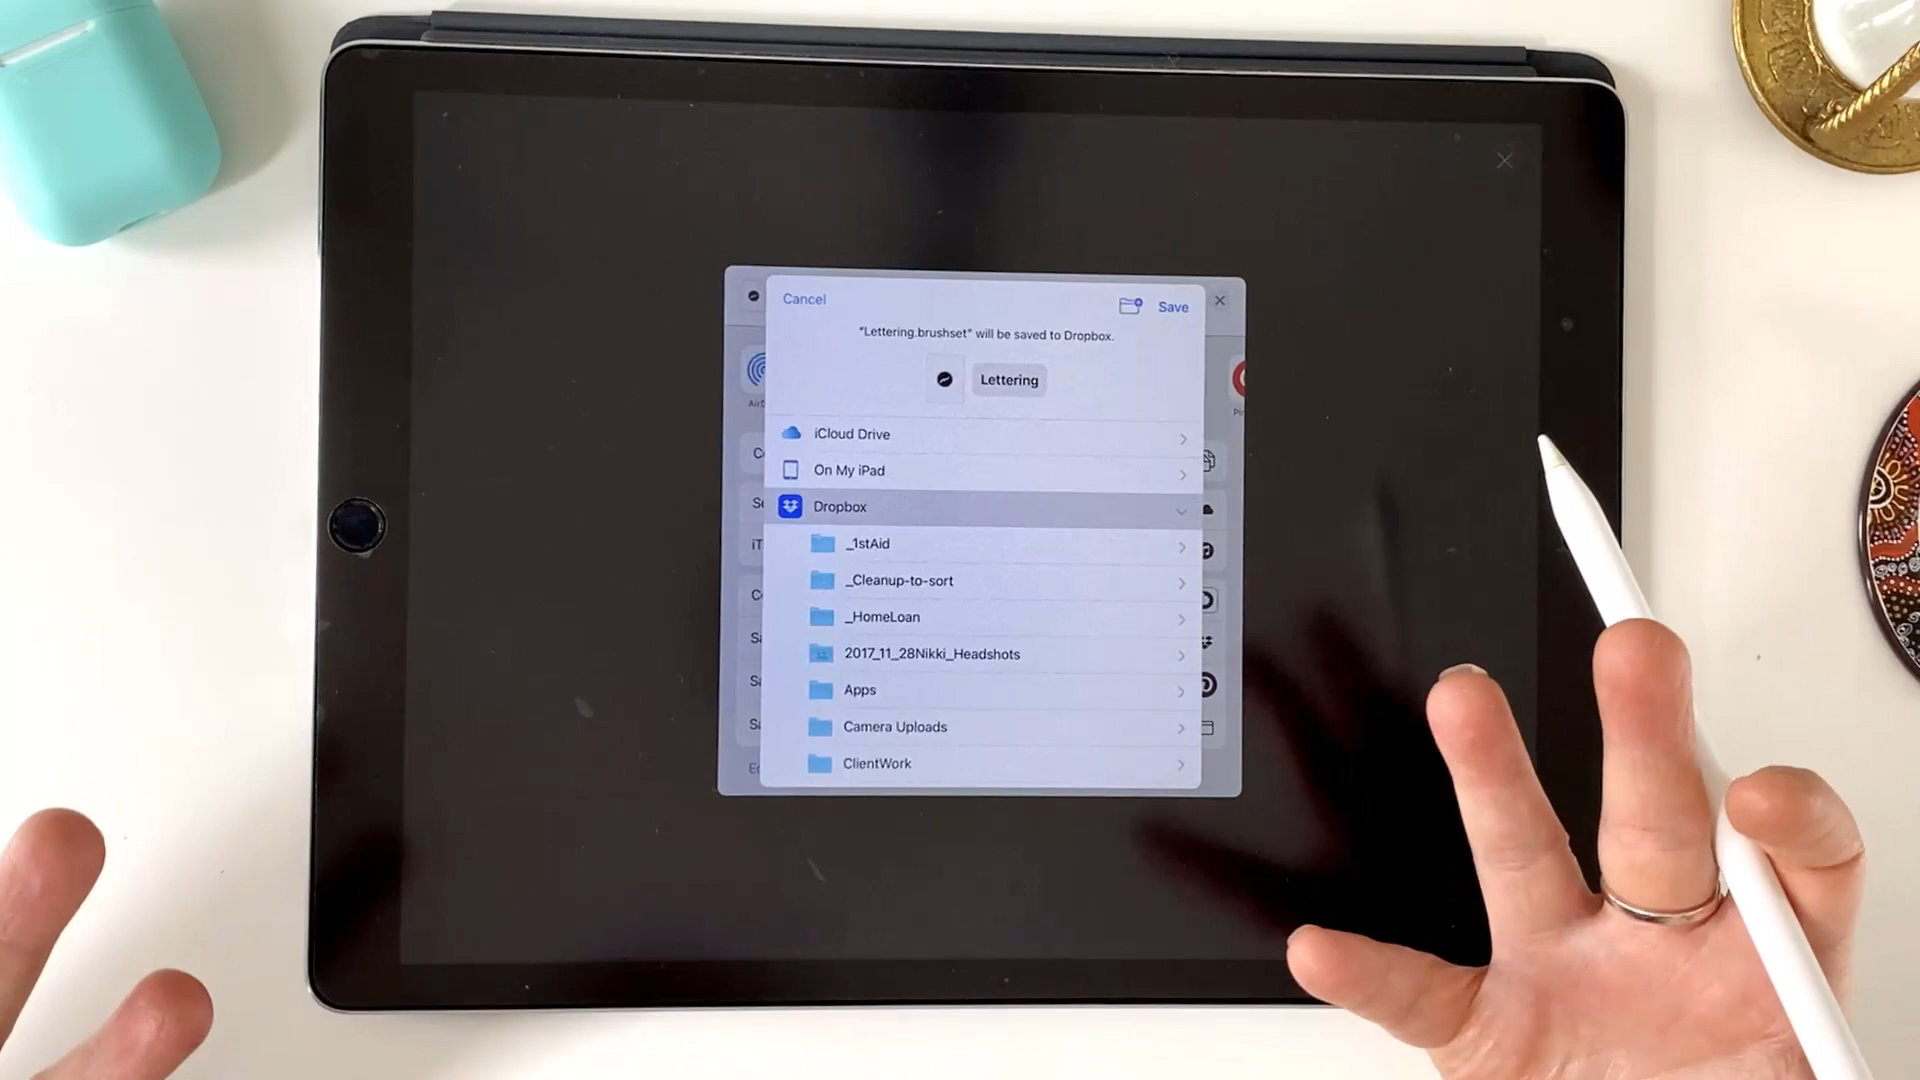 Cancel
Save
"Lettering.brushset" will be saved to Dropbox.
Lettering
iCloud Drive
On My iPad
Dropbox
_1stAid
_Cleanup-to-sort
_HomeLoan
2017_11_28Nikki_Headshots
Apps
Camera Uploads
ClientWork